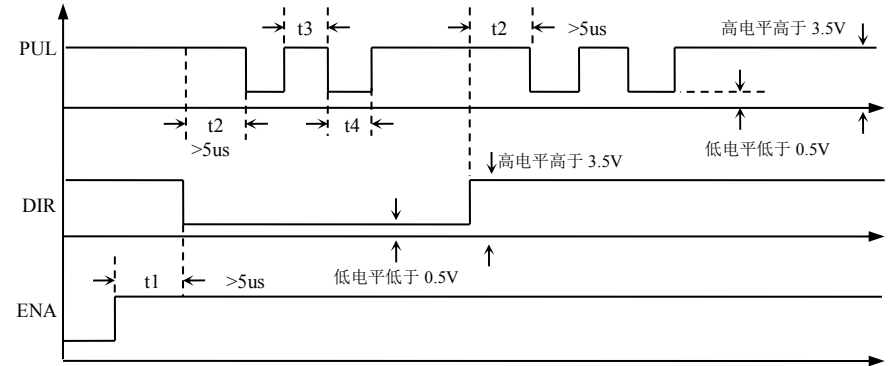 t3
t2 >5us 高电平高于 3.5V
PUL
t2 t4
>5us 低电平低于 0.5V
高电平高于 3.5V
DIR
t1 >5us 低电平低于 0.5V
ENA